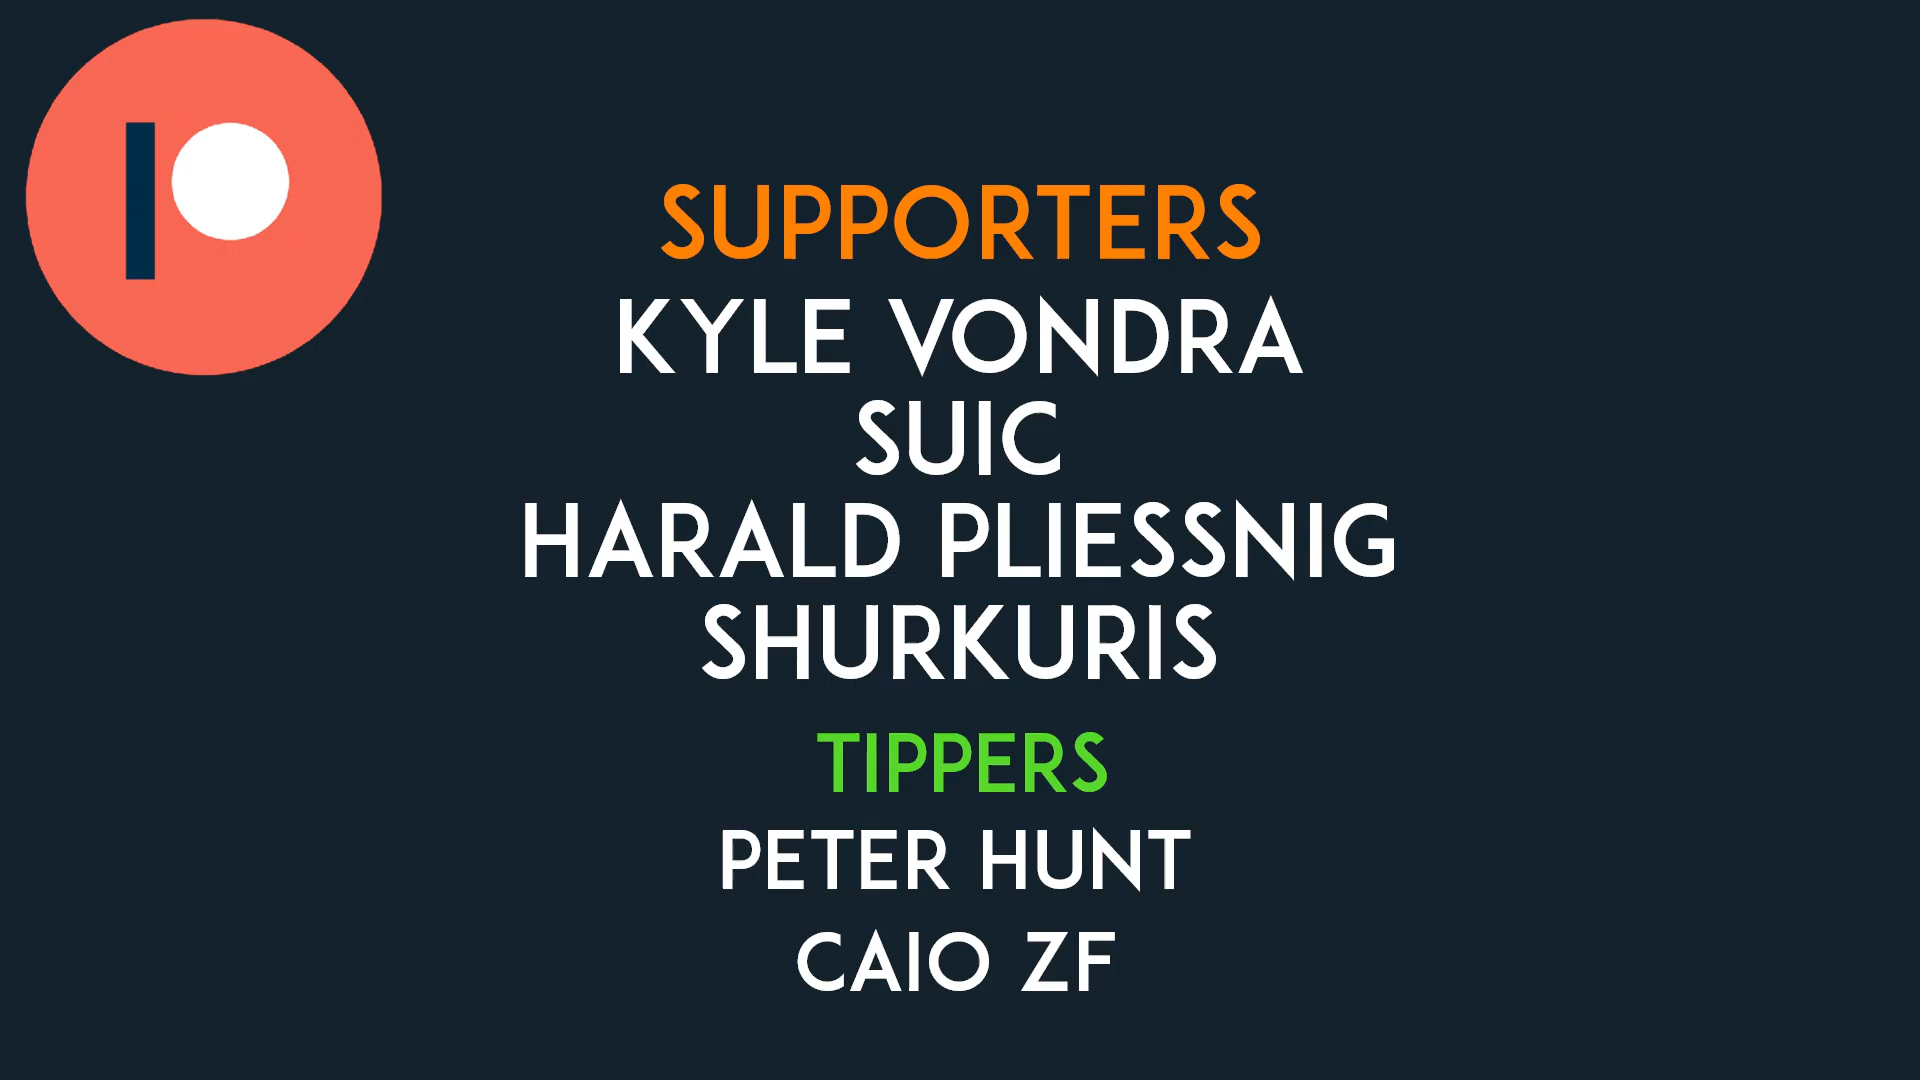 SUPPORTERS
KYLE VONDRA
SUIC
HARALD PLIESSNIG
SHURKURIS
TIPPERS
PETER HUNT
CAIO ZF